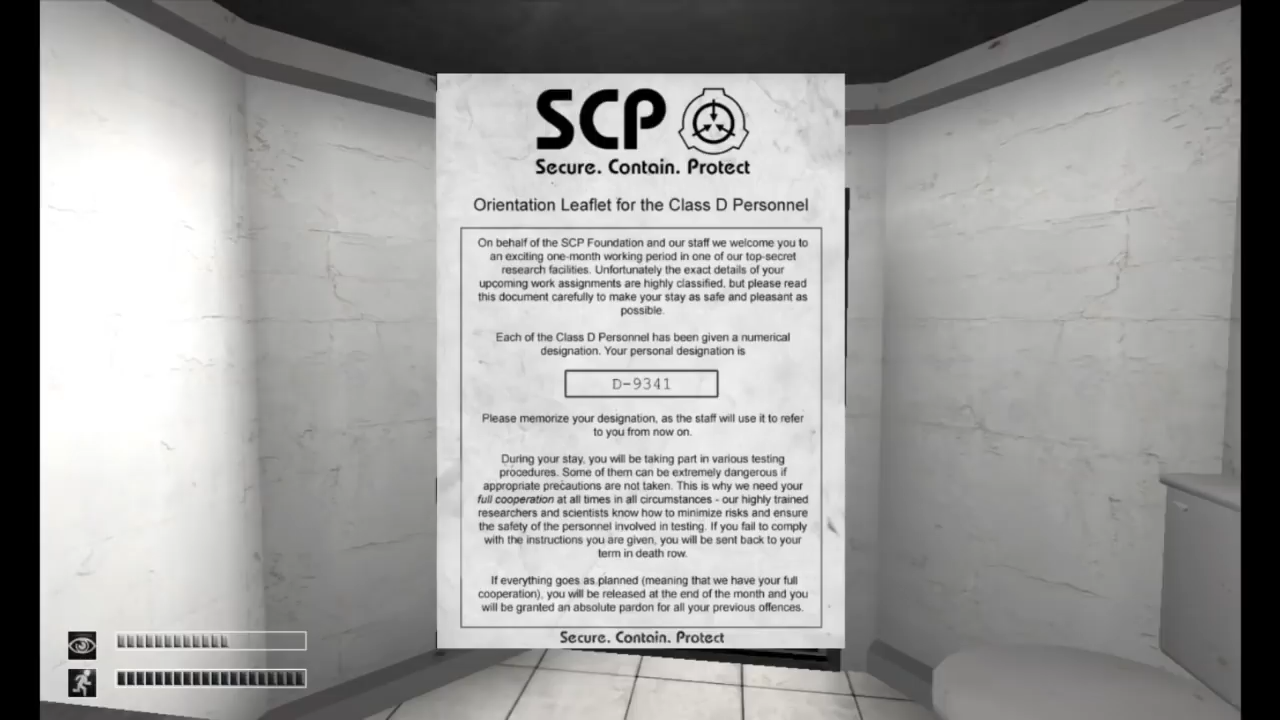 SCP
Secure. Contain. Protect
Orientation Leaflet for the Class D Personnel
On behalf of the SCP Foundation and our staff we welcome you to
an exciting one-month working period in one of our top-secret
research facilities. Unfortunately the exact details of your
upcoming work assignments are highly classified, but please read
this document carefully to make your stay as safe and pleasant as
possible.
Each of the Class D Personnel has been given a numerical
designation. Your personal designation is
D-9341
Please memorize your designation, as the staff will use it to refer
to you from now on.
During your stay, you will be taking part in various testing
procedures. Some of them can be extremely dangerous if
appropriate precautions are not taken. This is why we need your
full cooperation at all times in all circumstances - our highly trained
researchers and scientists know how to minimize risks and ensure
the safety of the personnel involved in testing. If you fail to comply
with the instructions you are given, you will be sent back to your
term in death row.
If everything goes as planned (meaning that we have your full
cooperation), you will be released at the end of the month and you
will be granted an absolute pardon for all your previous offences.
Secure. Contain. Protect